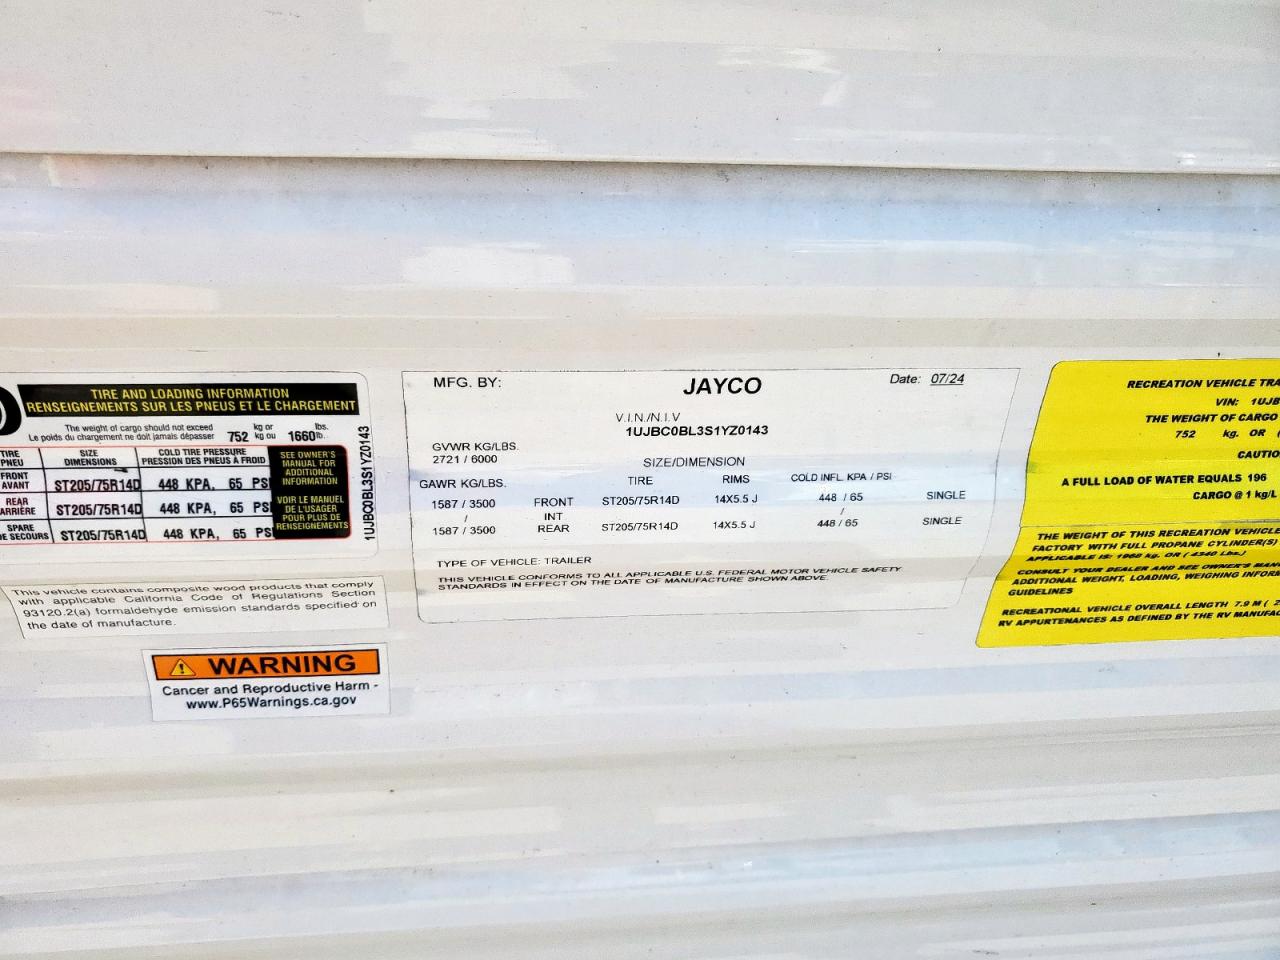 TIRE AND LOADING INFORMATION
RENSEIGNEMENTS SUR LES PNEUS ET LE CHARGEMENT
The weight of cargo should not exceed
Le poids du chargement ne doit jamais dépasser
752 kg or kg ou 1660 lbs. lb.
TIRE PNEU
SIZE DIMENSIONS
COLD TIRE PRESSURE
PRESSION DES PNEUS À FROID
FRONT AVANT ST205/75R14D 448 KPA, 65 PSI
REAR ARRIÈRE ST205/75R14D 448 KPA, 65 PSI
SPARE DE SECOURS ST205/75R14D 448 KPA, 65 PSI
SEE OWNER'S
MANUAL FOR
ADDITIONAL
INFORMATION
VOIR LE MANUEL
DE L'USAGER
POUR PLUS DE
RENSEIGNEMENTS
1UJBC0BL3S1YZ0143
This vehicle contains composite wood products that comply
with applicable California Code of Regulations Section
93120.2(a) formaldehyde emission standards specified on
the date of manufacture.
WARNING
Cancer and Reproductive Harm -
www.P65Warnings.ca.gov
MFG. BY: JAYCO Date: 07/24
V.I.N./N.I.V
1UJBC0BL3S1YZ0143
GVWR KG/LBS.
2721 / 6000
SIZE/DIMENSION
GAWR KG/LBS. TIRE RIMS COLD INFL. KPA / PSI
1587 / 3500 FRONT ST205/75R14D 14X5.5 J 448 / 65 SINGLE
/ INT /
1587 / 3500 REAR ST205/75R14D 14X5.5 J 448 / 65 SINGLE
TYPE OF VEHICLE: TRAILER
THIS VEHICLE CONFORMS TO ALL APPLICABLE U.S. FEDERAL MOTOR VEHICLE SAFETY
STANDARDS IN EFFECT ON THE DATE OF MANUFACTURE SHOWN ABOVE.
RECREATION VEHICLE TRA
VIN: 1UJB
THE WEIGHT OF CARGO
752 kg. OR (
CAUTIO
A FULL LOAD OF WATER EQUALS 196
CARGO @ 1 kg/L
THE WEIGHT OF THIS RECREATION VEHICLE
FACTORY WITH FULL PROPANE CYLINDER(S)
APPLICABLE IS: 1968 kg. OR ( 4340 Lbs.)
CONSULT YOUR DEALER AND SEE OWNER'S MAN
ADDITIONAL WEIGHT, LOADING, WEIGHING INFOR
GUIDELINES
RECREATIONAL VEHICLE OVERALL LENGTH 7.9 M ( 2
RV APPURTENANCES AS DEFINED BY THE RV MANUFAC